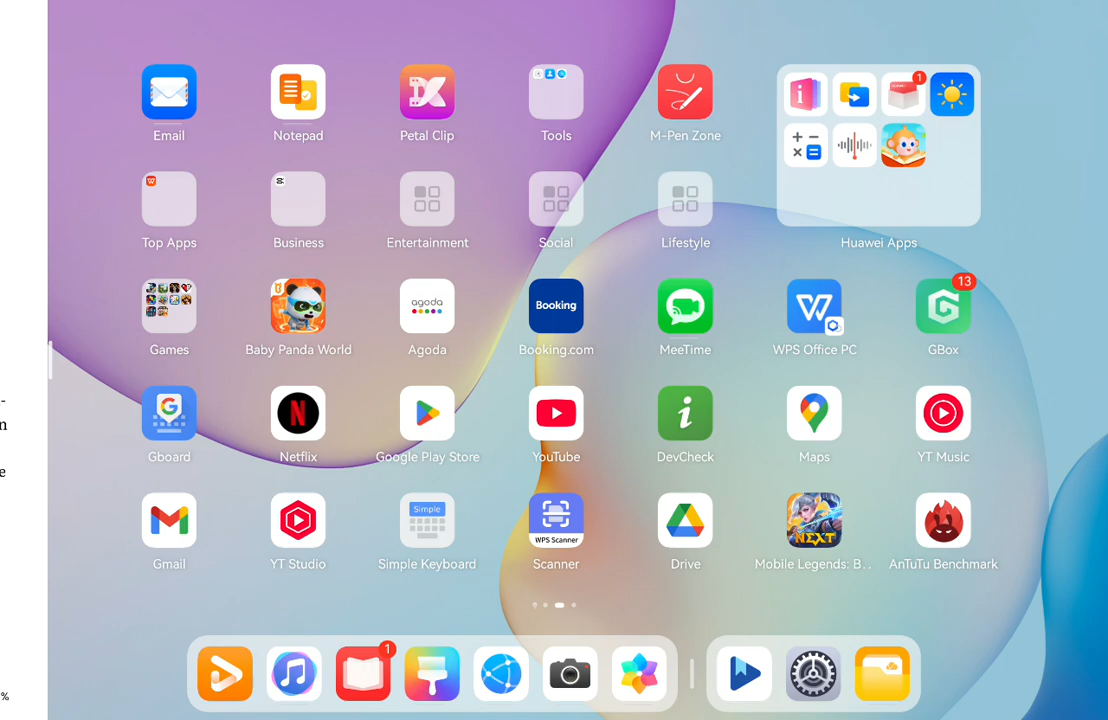 Email
Notepad
Petal Clip
Tools
M-Pen Zone
1
Top Apps
Business
Entertainment
Social
Lifestyle
Huawei Apps
13
agoda
Booking
Games
Baby Panda World
Agoda
Booking.com
MeeTime
WPS Office PC
GBox
-
n
Gboard
Netflix
Google Play Store
YouTube
DevCheck
Maps
YT Music
e
Simple
WPS Scanner
NEXT
Gmail
YT Studio
Simple Keyboard
Scanner
Drive
Mobile Legends: B..
AnTuTu Benchmark
1
%